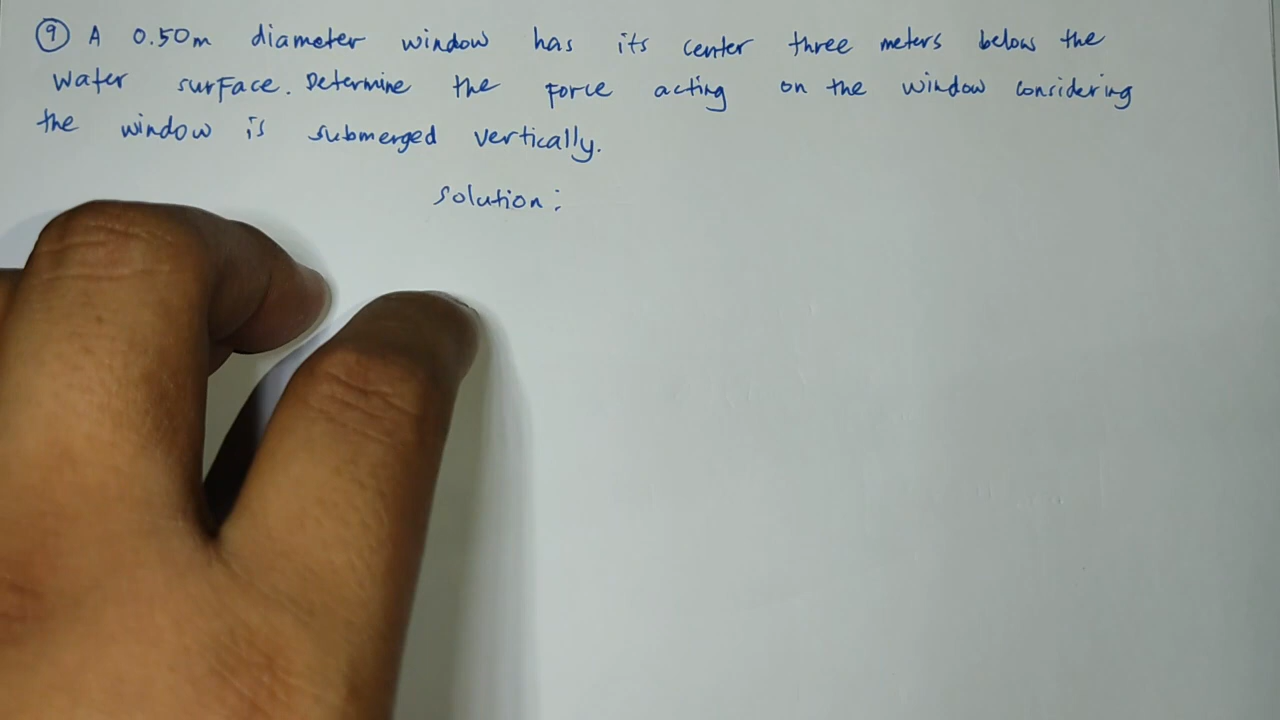 9 A 0.50m diameter window has its center three meters below the
water surface. Determine the force acting on the window considering
the window is submerged vertically.
Solution: